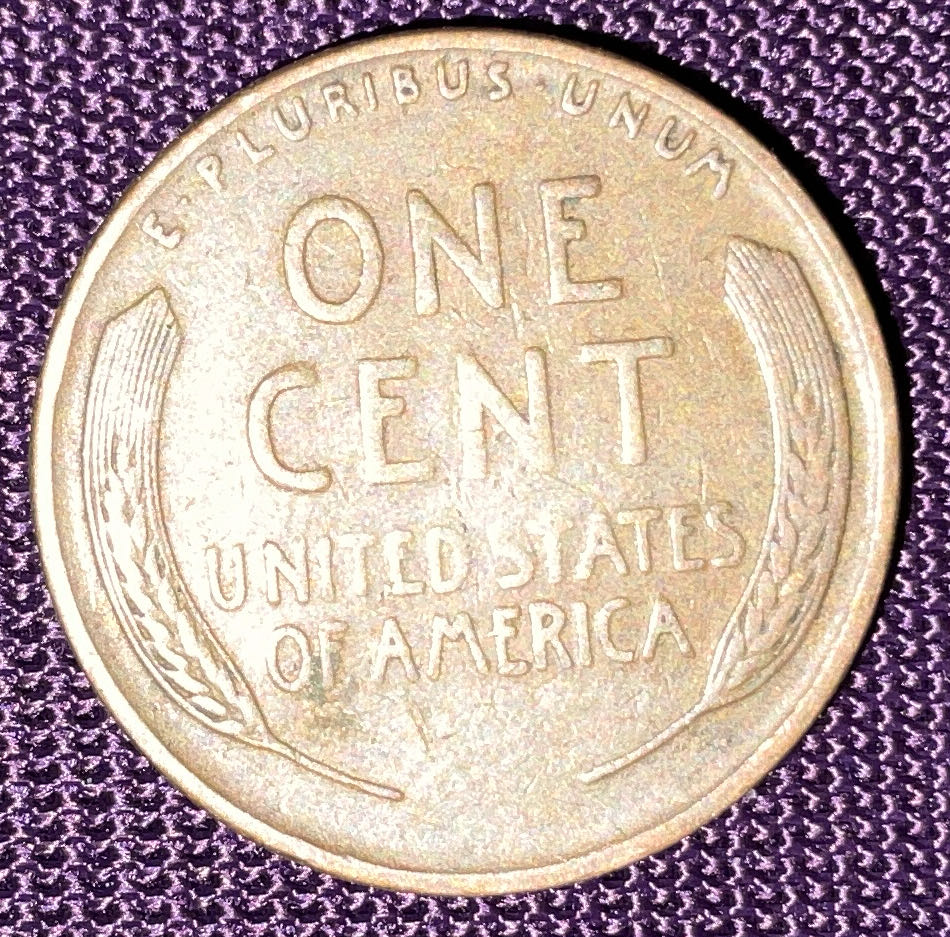 E·PLURIBUS·UNUM
ONE
CENT
UNITED STATES
OF AMERICA